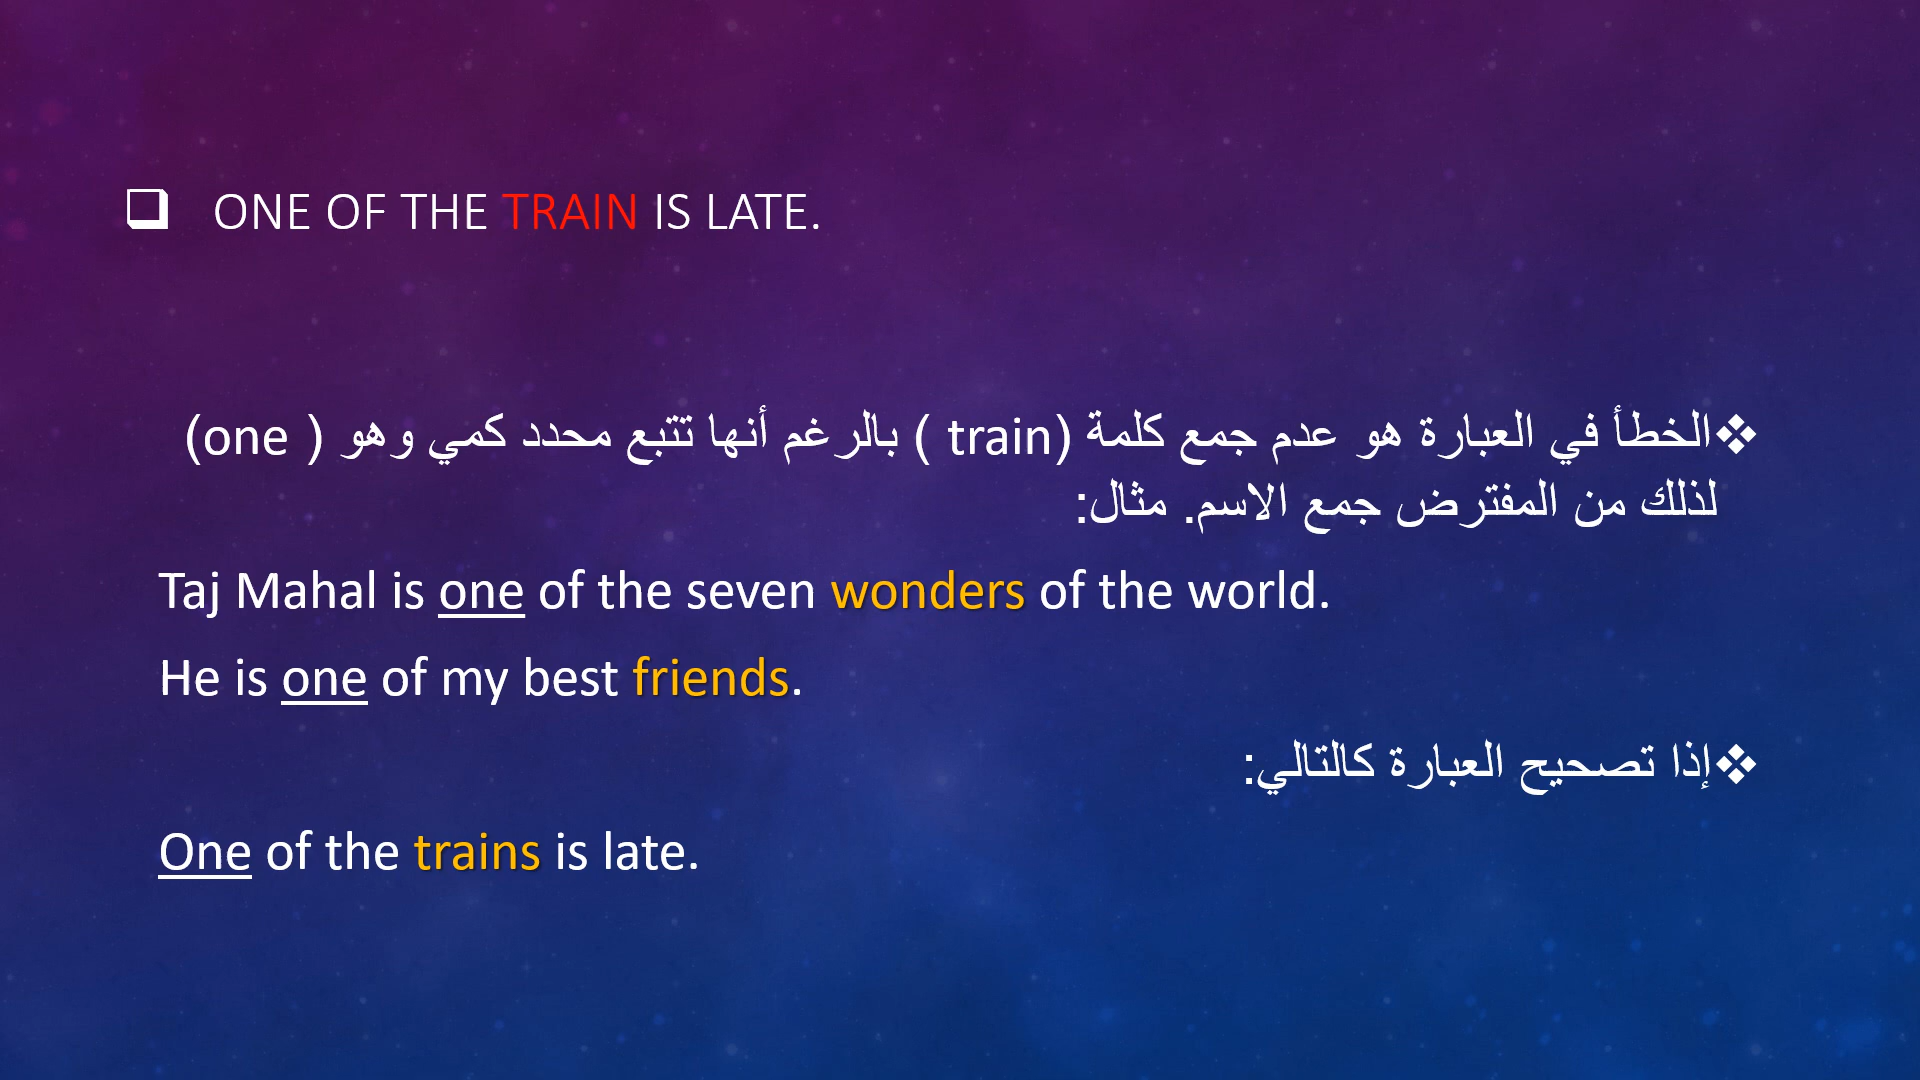 ONE OF THE TRAIN IS LATE.
الخطأ في العبارة هو عدم جمع كلمة (train ) بالرغم أنها تتبع محدد كمي وهو ( one)
لذلك من المفترض جمع الاسم. مثال:
Taj Mahal is one of the seven wonders of the world.
He is one of my best friends.
إذا تصحيح العبارة كالتالي:
One of the trains is late.